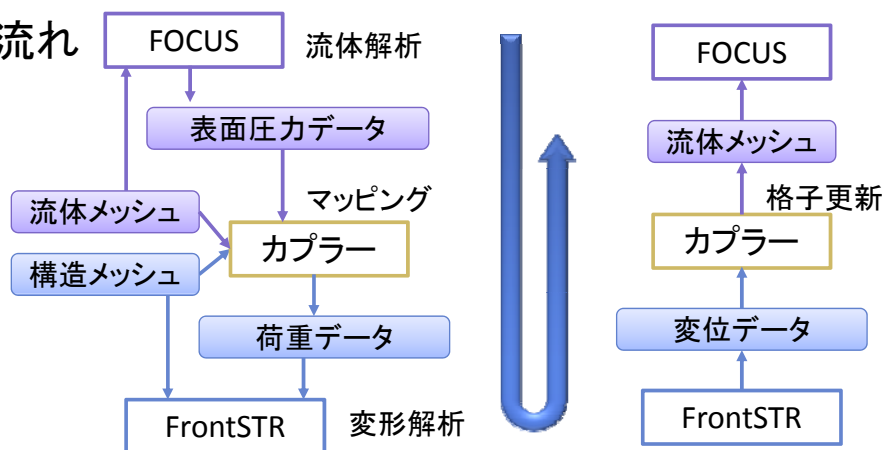 流れ
FOCUS
流体解析
表面圧力データ
流体メッシュ
マッピング
構造メッシュ
カプラー
荷重データ
FrontSTR
変形解析
FOCUS
流体メッシュ
格子更新
カプラー
変位データ
FrontSTR